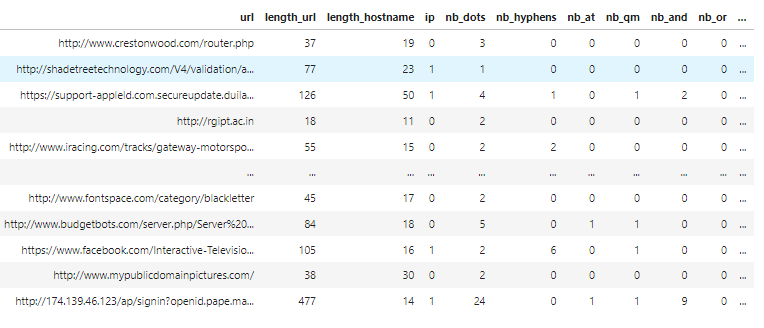 url length_url length_hostname ip nb_dots nb_hyphens nb_at nb_qm nb_and nb_or ...
http://www.crestonwood.com/router.php 37 19 0 3 0 0 0 0 0 ...
http://shadetreetechnology.com/V4/validation/a... 77 23 1 1 0 0 0 0 0 ...
https://support-appleld.com.secureupdate.duila... 126 50 1 4 1 0 1 2 0 ...
http://rgipt.ac.in 18 11 0 2 0 0 0 0 0 ...
http://www.iracing.com/tracks/gateway-motorspo... 55 15 0 2 2 0 0 0 0 ...
... ... ... ... ... ... ... ... ... ... ...
http://www.fontspace.com/category/blackletter 45 17 0 2 0 0 0 0 0 ...
http://www.budgetbots.com/server.php/Server%20... 84 18 0 5 0 1 1 0 0 ...
https://www.facebook.com/Interactive-Televisio... 105 16 1 2 6 0 1 0 0 ...
http://www.mypublicdomainpictures.com/ 38 30 0 2 0 0 0 0 0 ...
http://174.139.46.123/ap/signin?openid.pape.ma... 477 14 1 24 0 1 1 9 0 ...